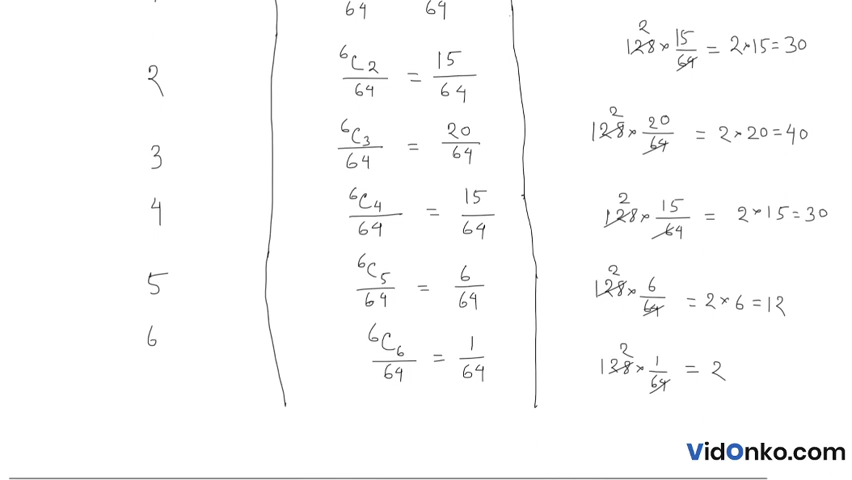 64 64 128 × 15/64 = 2 × 15 = 30
2 ⁶C₂/64 = 15/64
3 ⁶C₃/64 = 20/64 128 × 20/64 = 2 × 20 = 40
4 ⁶C₄/64 = 15/64 128 × 15/64 = 2 × 15 = 30
5 ⁶C₅/64 = 6/64 128 × 6/64 = 2 × 6 = 12
6 ⁶C₆/64 = 1/64 128 × 1/64 = 2
VidOnko.com